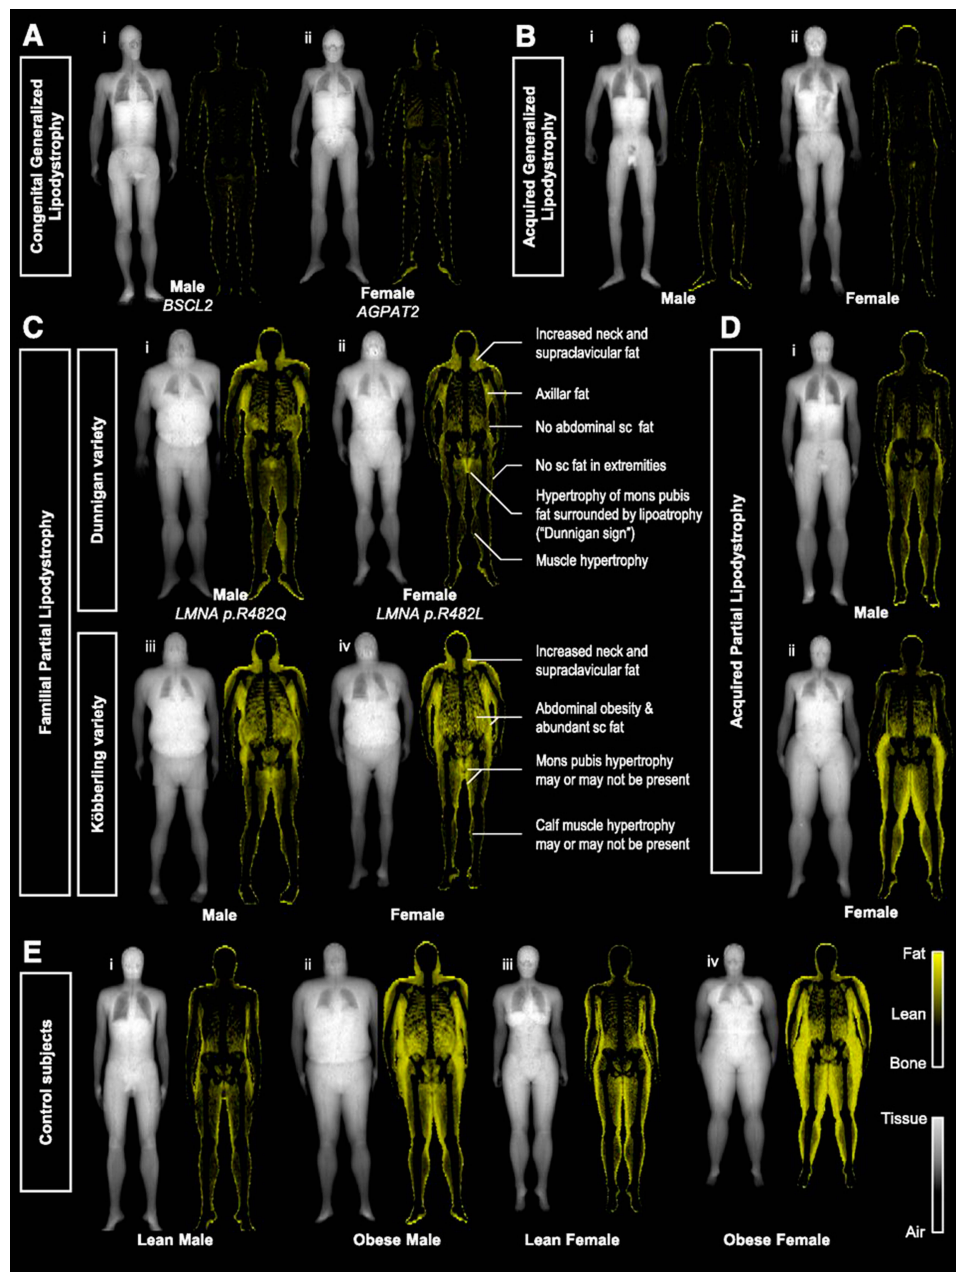 A
i
ii
Congenital Generalized
Lipodystrophy
Male
BSCL2
Female
AGPAT2
B
i
ii
Acquired Generalized
Lipodystrophy
Male
Female
C
Familial Partial Lipodystrophy
Dunnigan variety
i
ii
Increased neck and
supraclavicular fat
Axillar fat
No abdominal sc fat
No sc fat in extremities
Hypertrophy of mons pubis
fat surrounded by lipoatrophy
("Dunnigan sign")
Muscle hypertrophy
Male
LMNA p.R482Q
Female
LMNA p.R482L
Köbberling variety
iii
iv
Increased neck and
supraclavicular fat
Abdominal obesity &
abundant sc fat
Mons pubis hypertrophy
may or may not be present
Calf muscle hypertrophy
may or may not be present
Male
Female
D
Acquired Partial Lipodystrophy
i
Male
ii
Female
E
Control subjects
i
ii
iii
iv
Fat
Lean
Bone
Tissue
Air
Lean Male
Obese Male
Lean Female
Obese Female